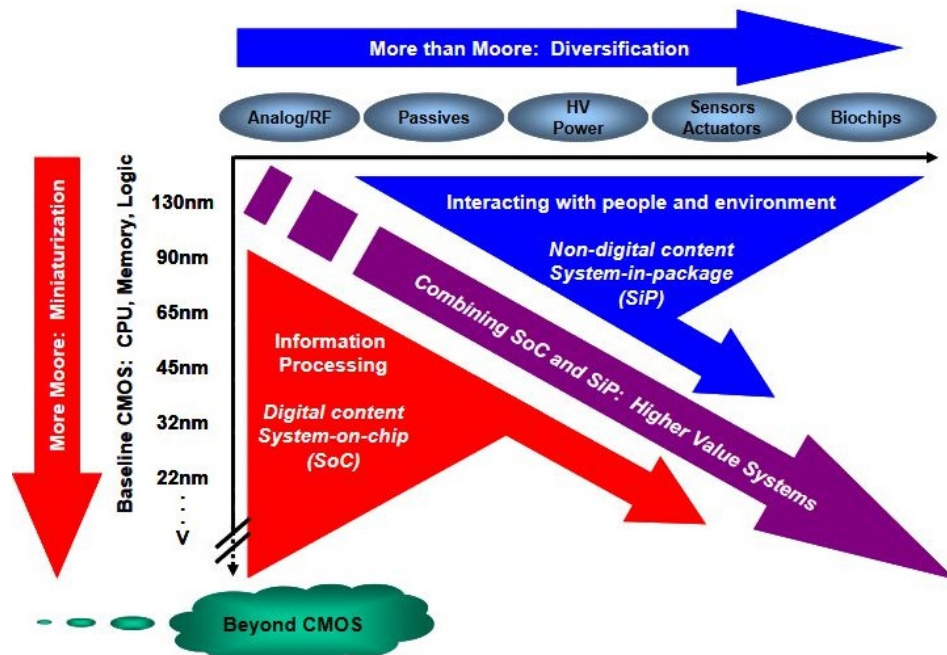 More than Moore: Diversification
Analog/RF
Passives
HV
Power
Sensors
Actuators
Biochips
More Moore: Miniaturization
Baseline CMOS: CPU, Memory, Logic
130nm
90nm
65nm
45nm
32nm
22nm
V
Interacting with people and environment
Non-digital content
System-in-package
(SiP)
Combining SoC and SiP: Higher Value Systems
Information
Processing
Digital content
System-on-chip
(SoC)
Beyond CMOS